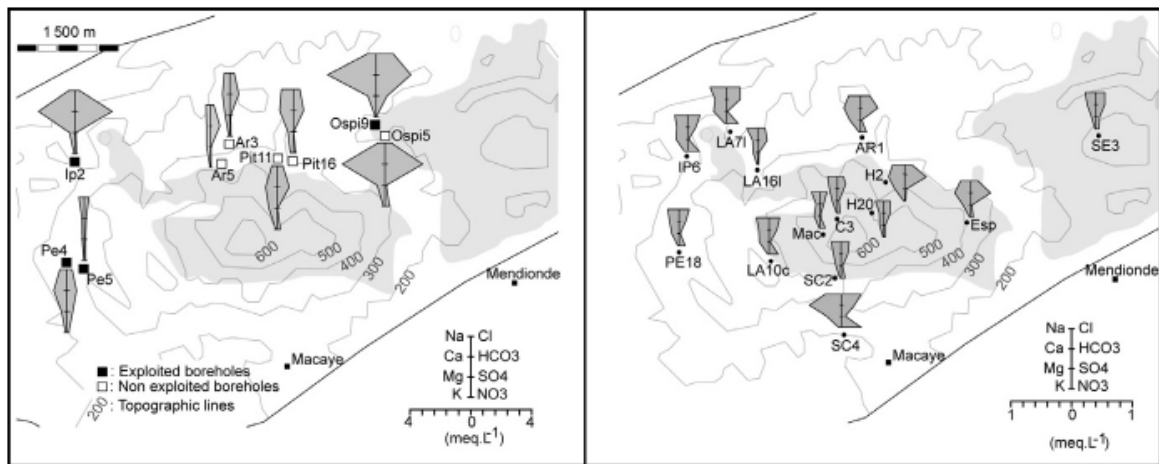 1 500 m
Ip2
Ar3
Ar5
Pit11
Pit16
Ospi9
Ospi5
Pe4
Pe5
600
500
400
300
200
Mendionde
Macaye
200
■: Exploited boreholes
□: Non exploited boreholes
: Topographic lines
Na Cl
Ca HCO3
Mg SO4
K NO3
4 0 4
(meq.L-1)
IP6
LA7l
LA16l
AR1
SE3
H2
H20
Esp
Mac
C3
PE18
LA10c
SC2
SC4
600
500
400
300
200
Mendionde
Macaye
Na Cl
Ca HCO3
Mg SO4
K NO3
1 0 1
(meq.L-1)